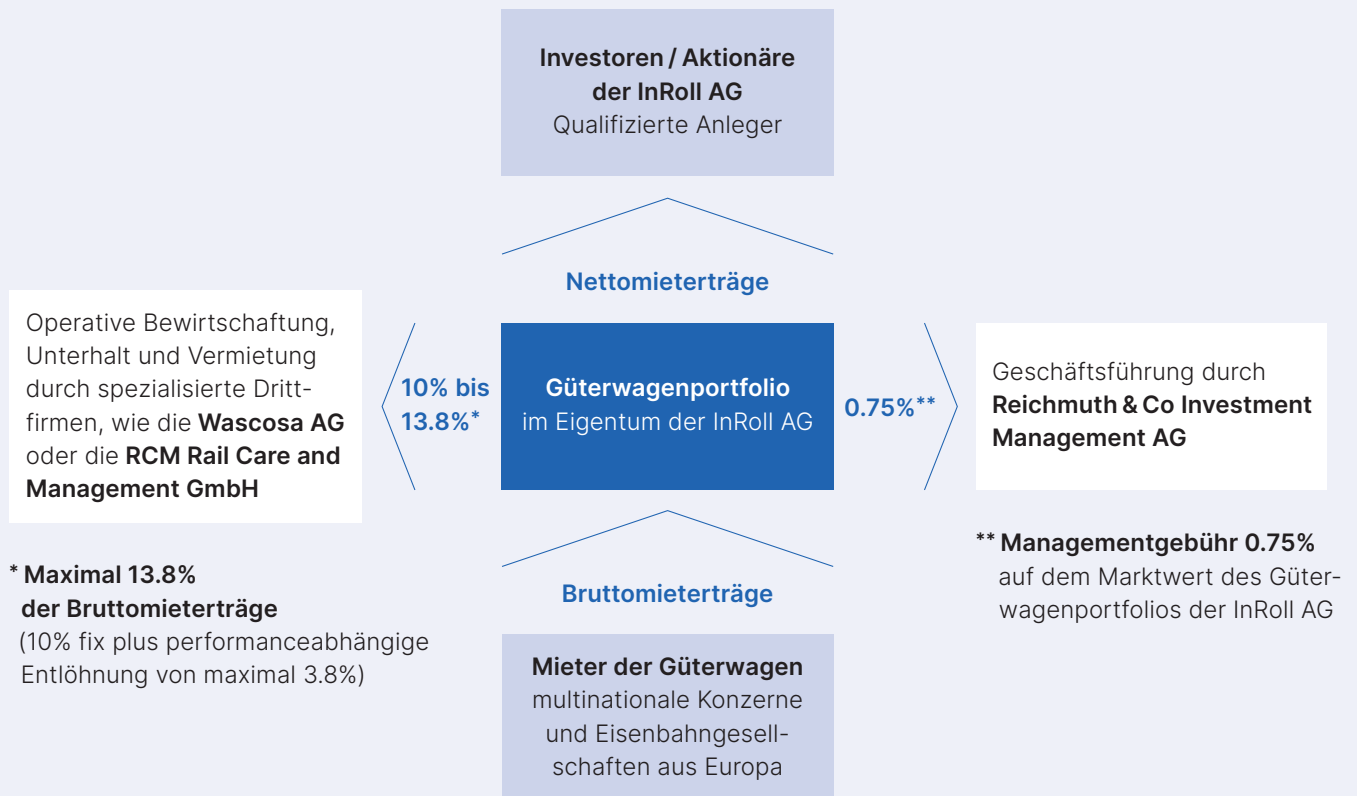 Investoren / Aktionäre
der InRoll AG
Qualifizierte Anleger
Nettomieterträge
Operative Bewirtschaftung,
Unterhalt und Vermietung
durch spezialisierte Dritt-
firmen, wie die Wascosa AG
oder die RCM Rail Care and
Management GmbH
10% bis
13.8%*
Güterwagenportfolio
im Eigentum der InRoll AG
0.75%**
Geschäftsführung durch
Reichmuth & Co Investment
Management AG
* Maximal 13.8%
der Bruttomieterträge
(10% fix plus performanceabhängige
Entlöhnung von maximal 3.8%)
** Managementgebühr 0.75%
auf dem Marktwert des Güter-
wagenportfolios der InRoll AG
Bruttomieterträge
Mieter der Güterwagen
multinationale Konzerne
und Eisenbahngesell-
schaften aus Europa